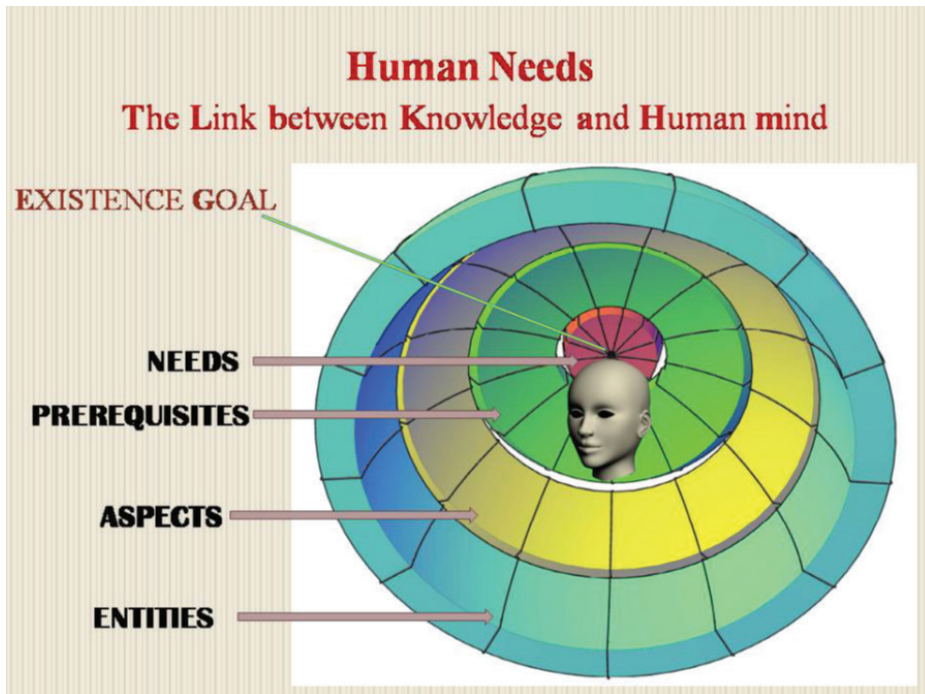 Human Needs
The Link between Knowledge and Human mind
EXISTENCE GOAL
NEEDS
PREREQUISITES
ASPECTS
ENTITIES